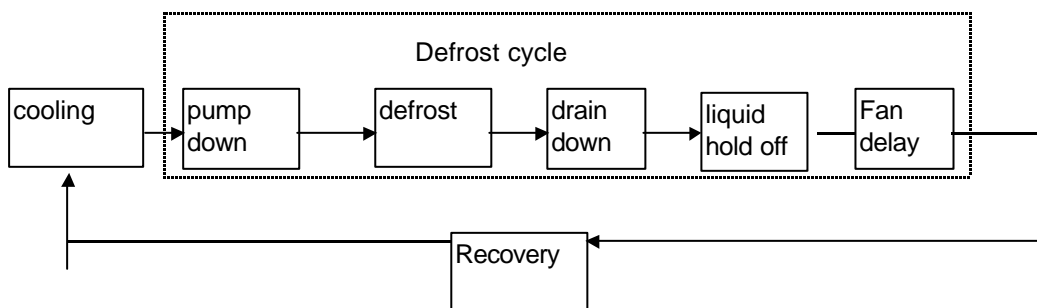 Defrost cycle
cooling
pump
down
defrost
drain
down
liquid
hold off
Fan
delay
Recovery